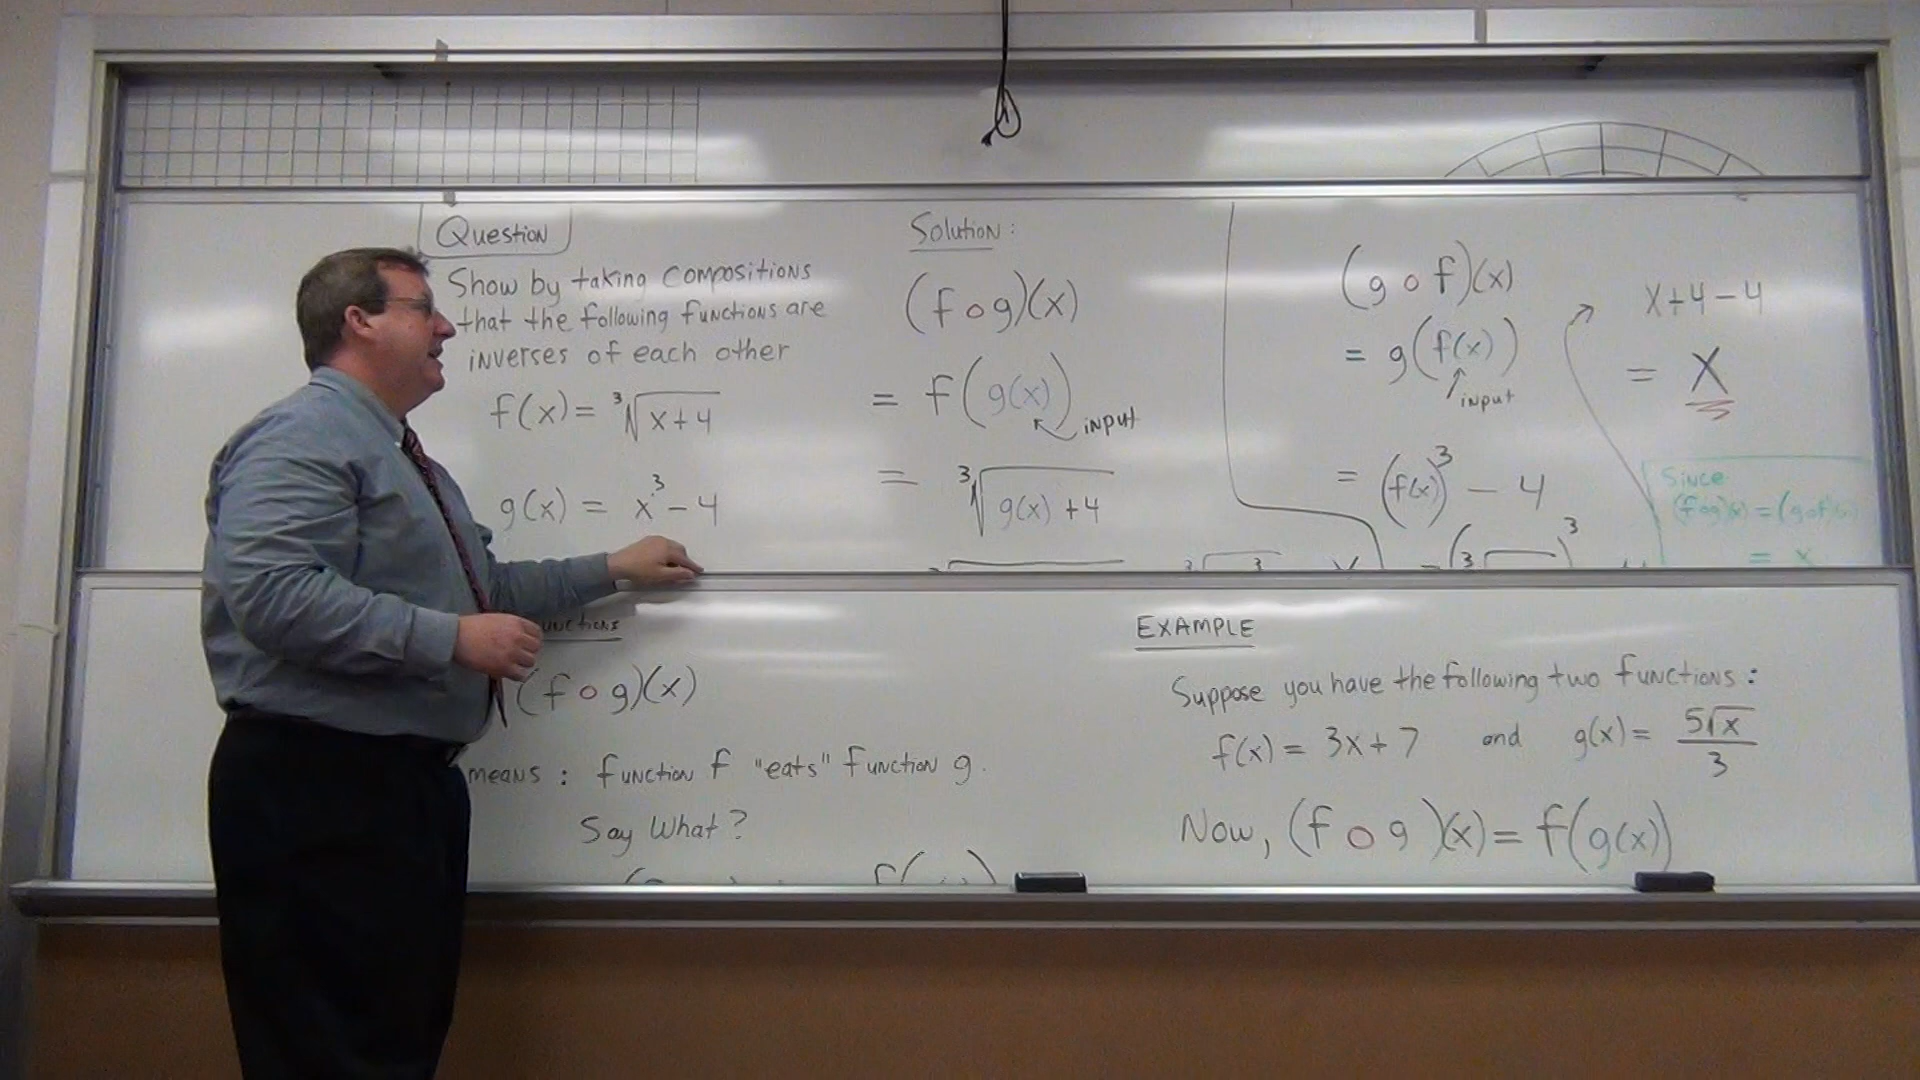 Question
Show by taking compositions
that the following functions are
inverses of each other
f(x) = ³√(x+4)
g(x) = x³ - 4
Solution:
(f o g)(x)
= f(g(x))
input
= ³√(g(x) + 4)
(g o f)(x)
= g(f(x))
input
= (f(x))³ - 4
x+4-4
= x
Since
(f o g)(x) = (g o f)(x)
= x
(f o g)(x)
means: function f "eats" function g.
Say What?
EXAMPLE
Suppose you have the following two functions:
f(x) = 3x + 7 and g(x) = 5√x / 3
Now, (f o g)(x) = f(g(x))